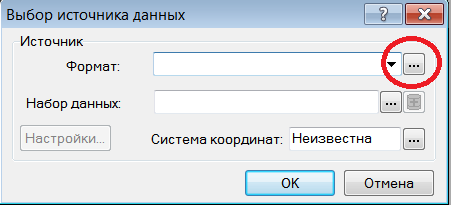 Выбор источника данных
Источник
Формат:
...
Набор данных:
...
Настройки...
Система координат: Неизвестна ...
OK
Отмена